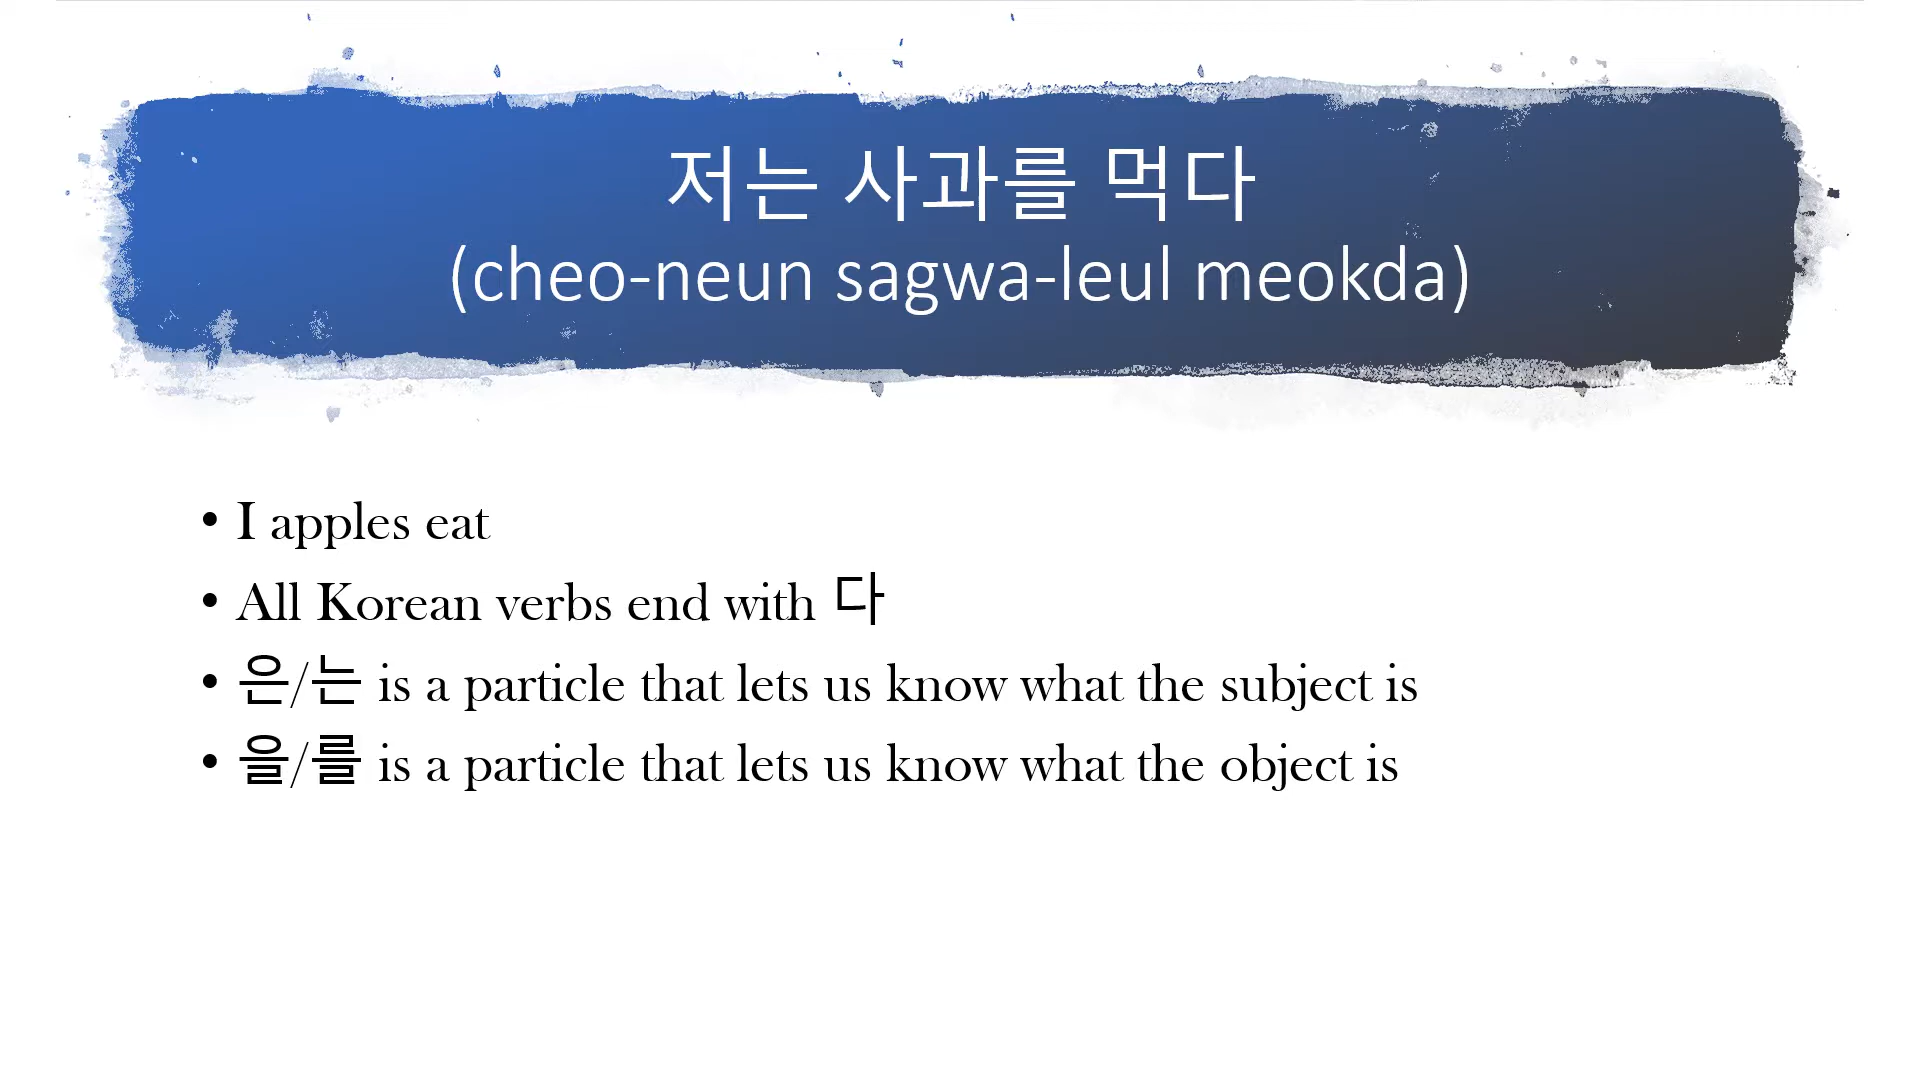 저는 사과를 먹다
(cheo-neun sagwa-leul meokda)
• I apples eat
• All Korean verbs end with 다
• 은/는 is a particle that lets us know what the subject is
• 을/를 is a particle that lets us know what the object is